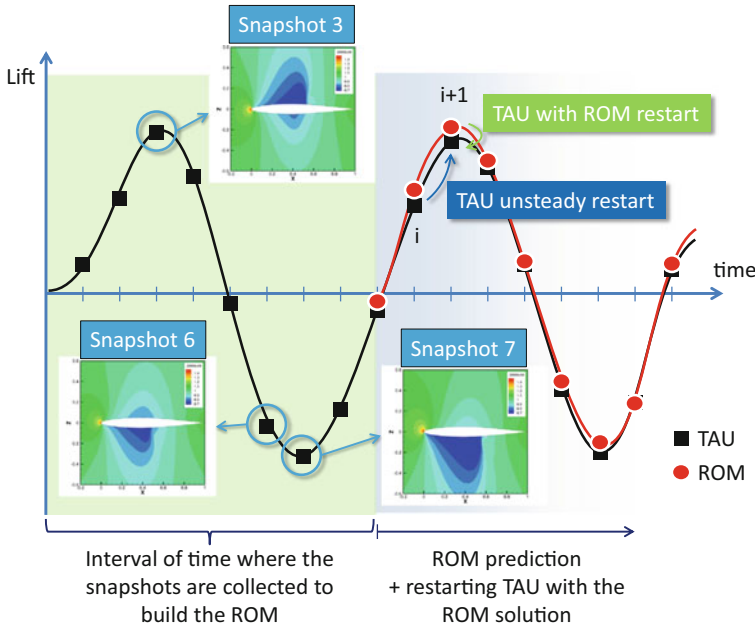 Snapshot 3
Lift
i+1
TAU with ROM restart
TAU unsteady restart
i
time
Snapshot 6
Snapshot 7
TAU
ROM
Interval of time where the
snapshots are collected to
build the ROM
ROM prediction
+ restarting TAU with the
ROM solution